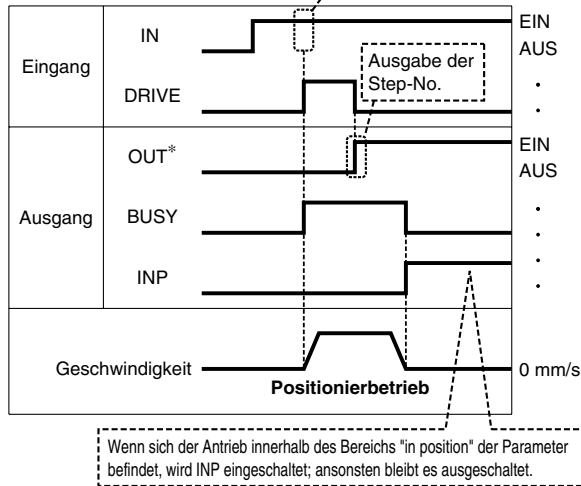 IN
EIN
AUS
Eingang
Ausgabe der
Step-No.
DRIVE
OUT*
EIN
AUS
Ausgang
BUSY
INP
Geschwindigkeit
0 mm/s
Positionierbetrieb
Wenn sich der Antrieb innerhalb des Bereichs "in position" der Parameter
befindet, wird INP eingeschaltet; ansonsten bleibt es ausgeschaltet.